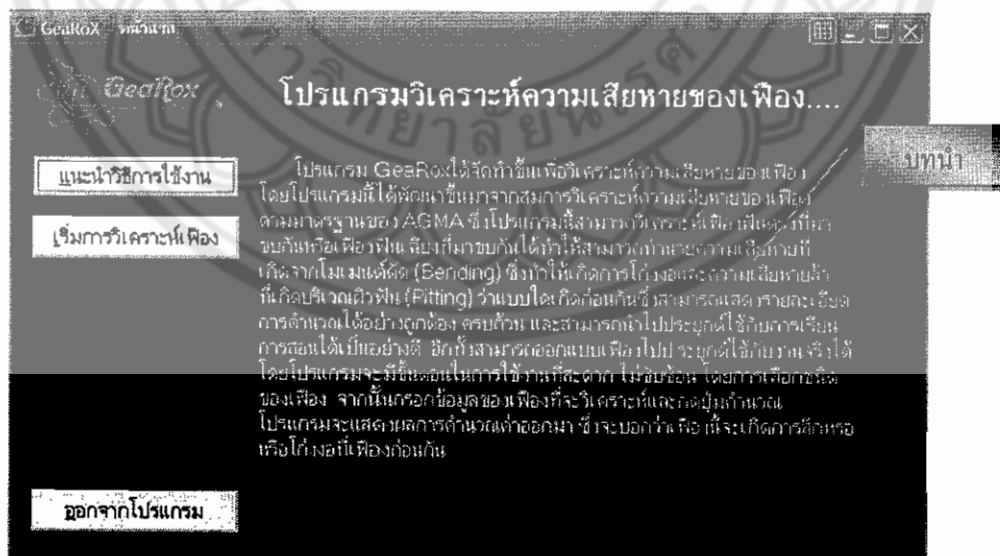 GeaRoX หน้าแรก
GeaRox
โปรแกรมวิเคราะห์ความเสียหายของเฟือง....
บทนำ
แนะนำวิธีการใช้งาน
เริ่มการวิเคราะห์เฟือง
โปรแกรม GeaRoxได้จัดทำขึ้นเพื่อวิเคราะห์ความเสียหายของเฟือง
โดยโปรแกรมนี้ได้พัฒนาขึ้นมาจากสมการวิเคราะห์ความเสียหายของเฟือง
ตามมาตรฐานของ AGMA ซึ่งโปรแกรมนี้สามารถวิเคราะห์เฟืองฟันตรงที่มา
ขบกันหรือเฟืองฟันเฉียงที่มาขบกันได้ทำให้สามารถทำนายความเสียหายที่
เกิดจากโมเมนต์ดัด (Bending) ซึ่งทำให้เกิดการโก่งงอและความเสียหายล้า
ที่เกิดบริเวณผิวฟัน (Pitting) ว่าแบบใดเกิดก่อนกันซึ่งสามารถแสดงรายละเอียด
การคำนวณได้อย่างถูกต้อง ครบถ้วน และสามารถนำไปประยุกต์ใช้กับการเรียน
การสอนได้เป็นอย่างดี อีกทั้งสามารถออกแบบเฟืองไปประยุกต์ใช้กับงานจริงได้
โดยโปรแกรมจะมีขั้นตอนในการใช้งานที่สะดวก ไม่ซับซ้อน โดยการเลือกชนิด
ของเฟือง จากนั้นกรอกข้อมูลของเฟืองที่จะวิเคราะห์และกดปุ่มคำนวณ
โปรแกรมจะแสดงผลการคำนวณค่าออกมา ซึ่งจะบอกว่าเฟืองนี้จะเกิดการสึกหรอ
หรือโก่งงอที่เฟืองก่อนกัน
ออกจากโปรแกรม